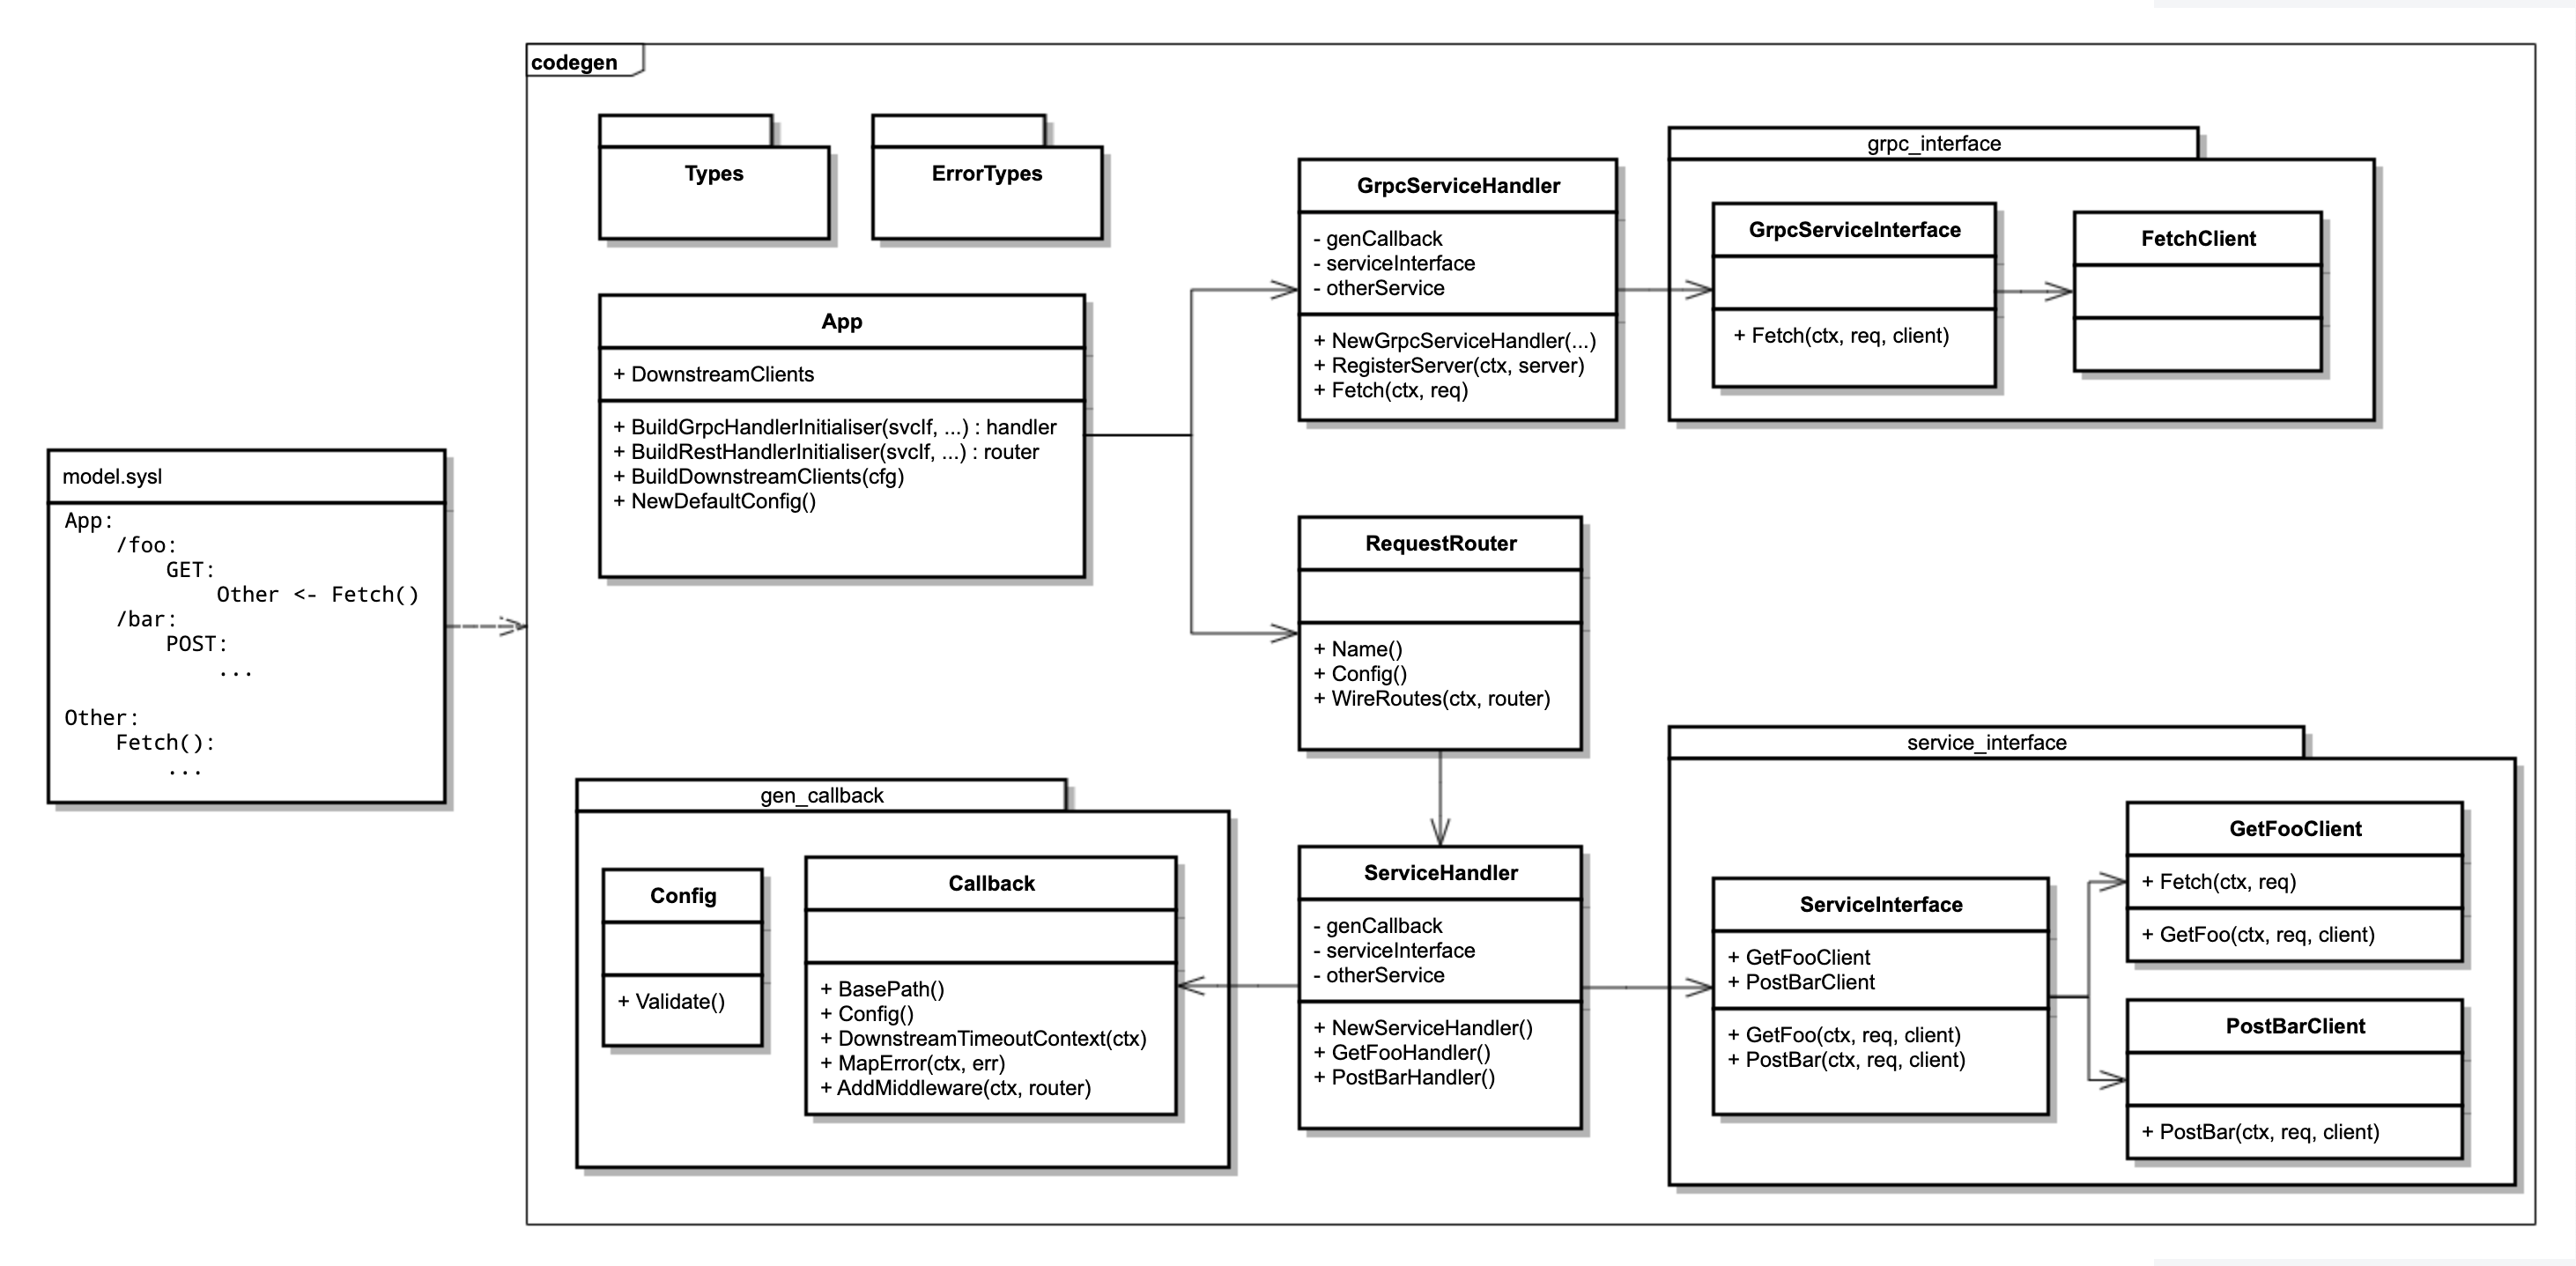 codegen
model.sysl
App:
/foo:
GET:
Other <- Fetch()
/bar:
POST:
...
Other:
Fetch():
...
Types
ErrorTypes
App
+ DownstreamClients
+ BuildGrpcHandlerInitialiser(svcIf, ...) : handler
+ BuildRestHandlerInitialiser(svcIf, ...) : router
+ BuildDownstreamClients(cfg)
+ NewDefaultConfig()
GrpcServiceHandler
- genCallback
- serviceInterface
- otherService
+ NewGrpcServiceHandler(...)
+ RegisterServer(ctx, server)
+ Fetch(ctx, req)
grpc_interface
GrpcServiceInterface
+ Fetch(ctx, req, client)
FetchClient
RequestRouter
+ Name()
+ Config()
+ WireRoutes(ctx, router)
gen_callback
Config
+ Validate()
Callback
+ BasePath()
+ Config()
+ DownstreamTimeoutContext(ctx)
+ MapError(ctx, err)
+ AddMiddleware(ctx, router)
ServiceHandler
- genCallback
- serviceInterface
- otherService
+ NewServiceHandler()
+ GetFooHandler()
+ PostBarHandler()
service_interface
ServiceInterface
+ GetFooClient
+ PostBarClient
+ GetFoo(ctx, req, client)
+ PostBar(ctx, req, client)
GetFooClient
+ Fetch(ctx, req)
+ GetFoo(ctx, req, client)
PostBarClient
+ PostBar(ctx, req, client)